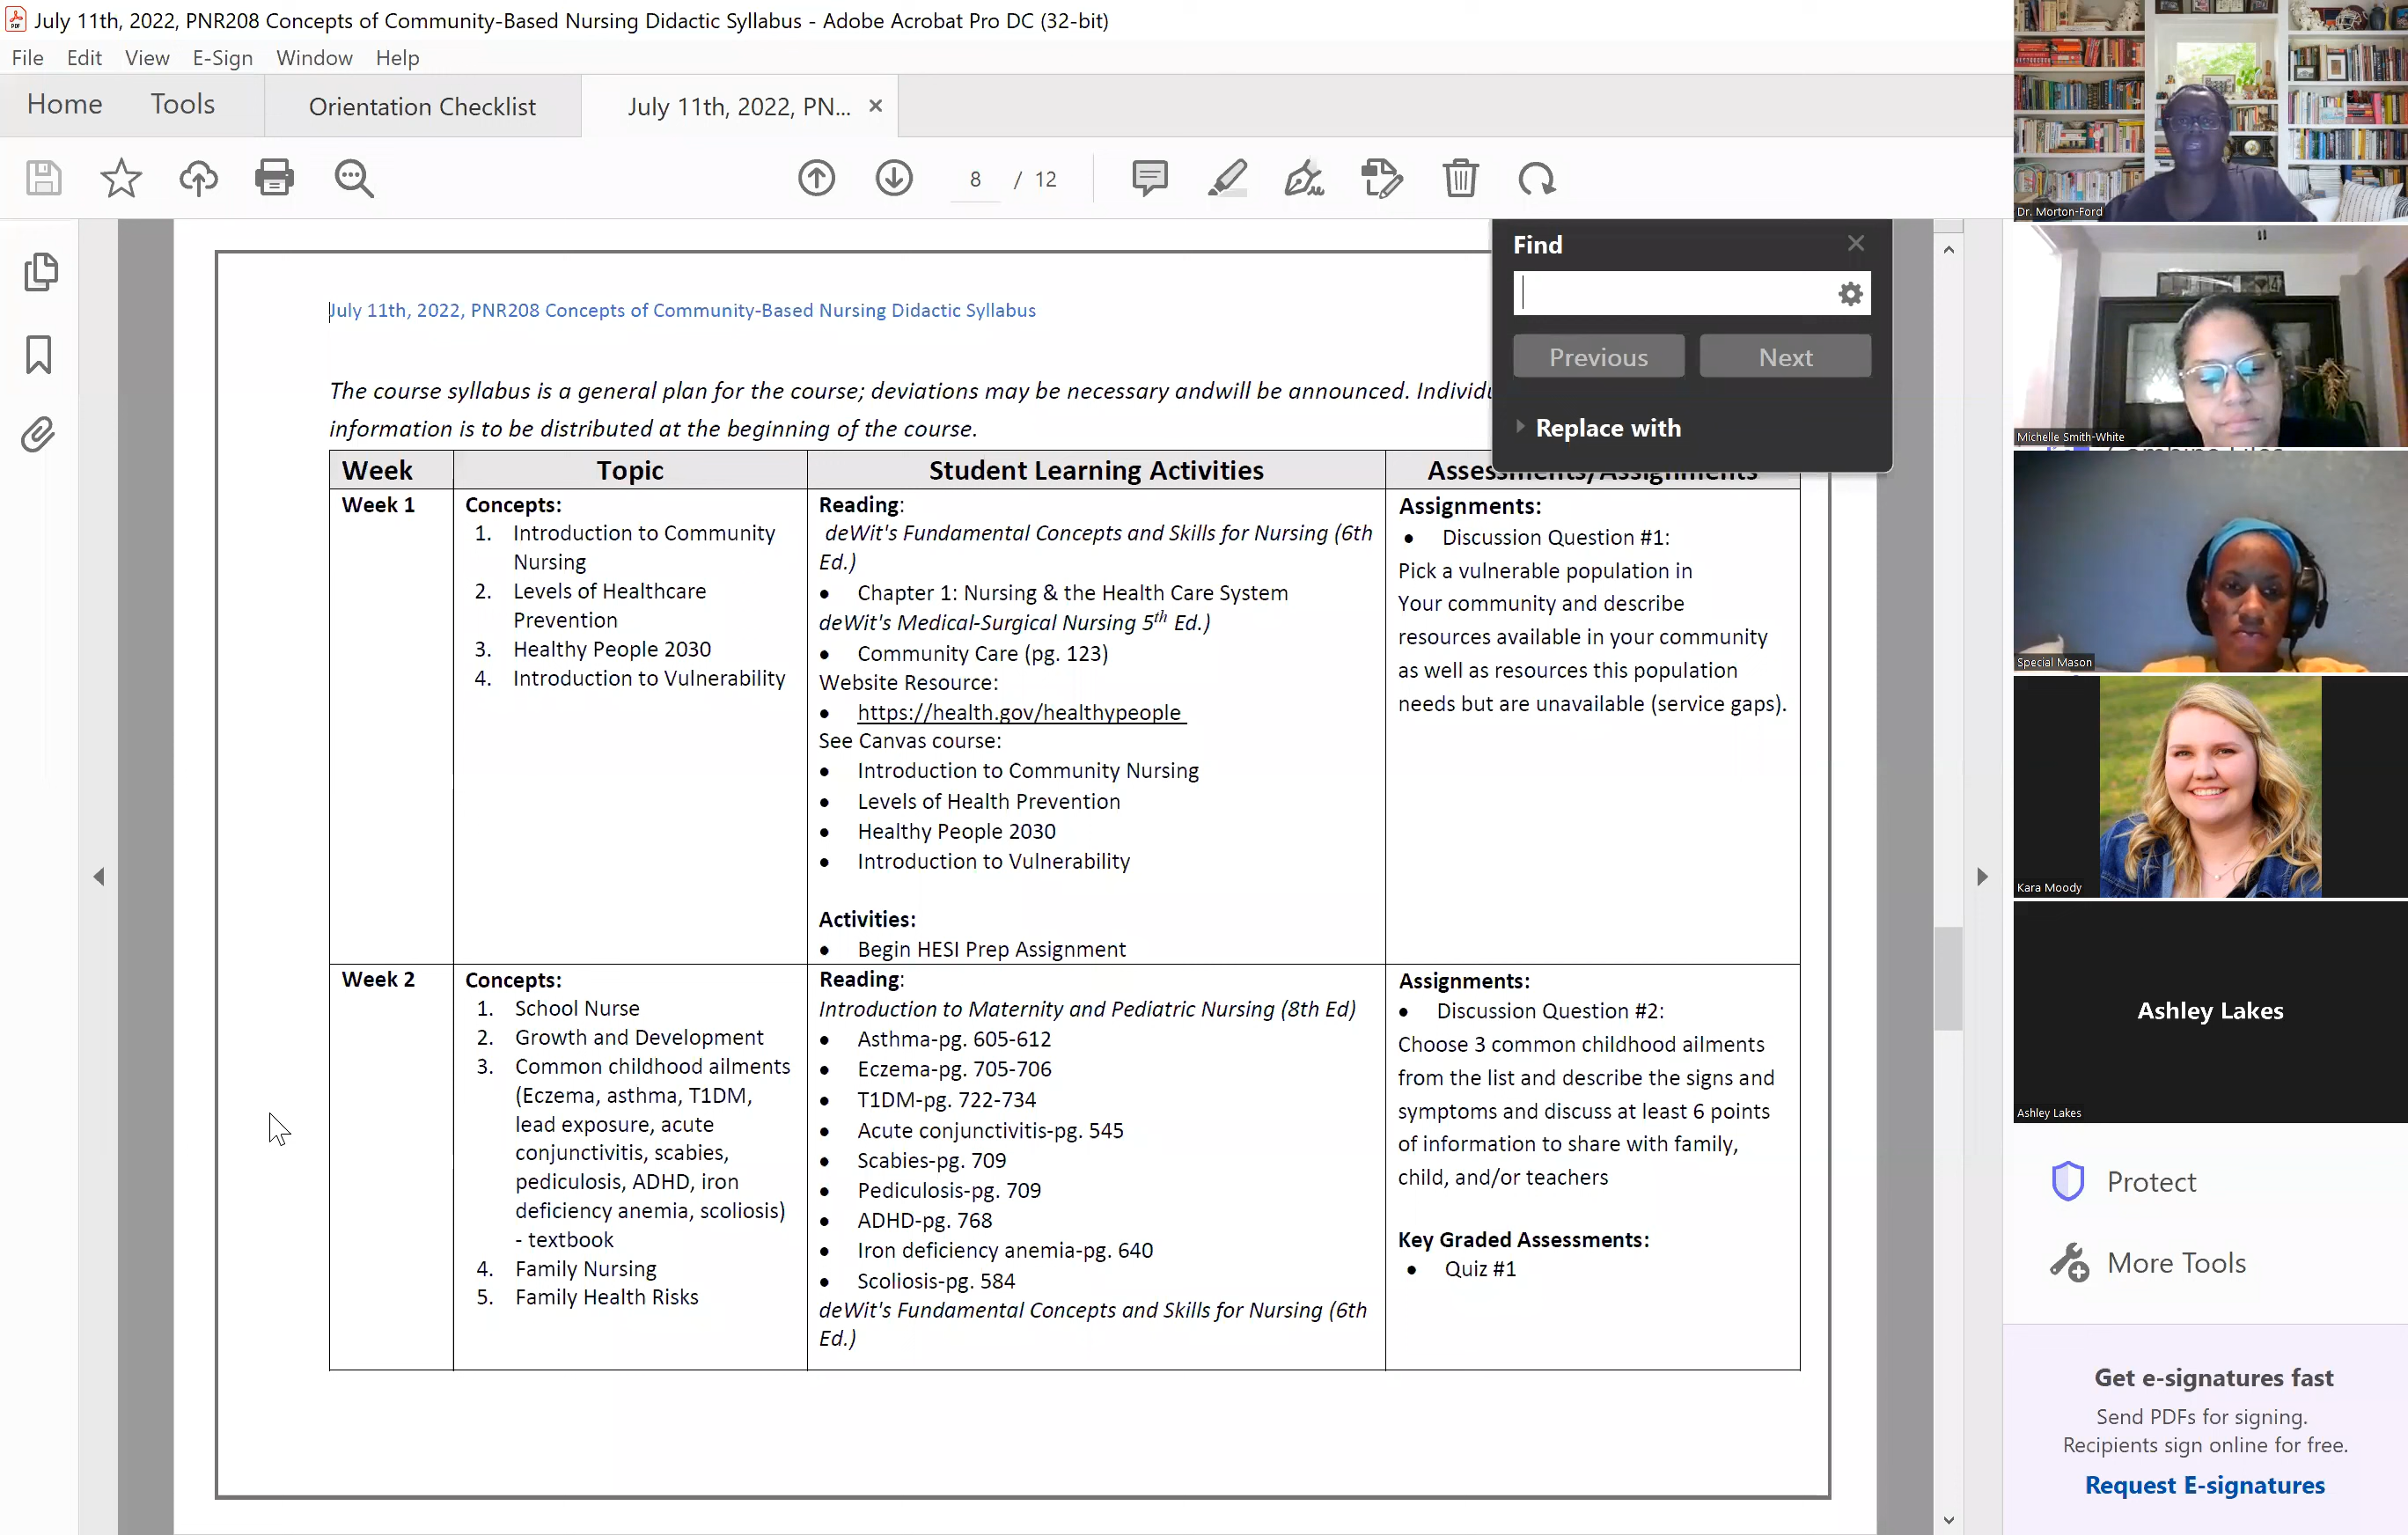 July 11th, 2022, PNR208 Concepts of Community-Based Nursing Didactic Syllabus - Adobe Acrobat Pro DC (32-bit)
File Edit View E-Sign Window Help
Home Tools Orientation Checklist July 11th, 2022, PN... ×
8 / 12
Find
Previous Next
Replace with
July 11th, 2022, PNR208 Concepts of Community-Based Nursing Didactic Syllabus
The course syllabus is a general plan for the course; deviations may be necessary andwill be announced. Individu
information is to be distributed at the beginning of the course.
Week Topic Student Learning Activities Assessments/Assignments
Week 1
Concepts:
1. Introduction to Community
Nursing
2. Levels of Healthcare
Prevention
3. Healthy People 2030
4. Introduction to Vulnerability
Reading:
deWit's Fundamental Concepts and Skills for Nursing (6th
Ed.)
• Chapter 1: Nursing & the Health Care System
deWit's Medical-Surgical Nursing 5th Ed.)
• Community Care (pg. 123)
Website Resource:
• https://health.gov/healthypeople
See Canvas course:
• Introduction to Community Nursing
• Levels of Health Prevention
• Healthy People 2030
• Introduction to Vulnerability
Activities:
• Begin HESI Prep Assignment
Assignments:
• Discussion Question #1:
Pick a vulnerable population in
Your community and describe
resources available in your community
as well as resources this population
needs but are unavailable (service gaps).
Week 2
Concepts:
1. School Nurse
2. Growth and Development
3. Common childhood ailments
(Eczema, asthma, T1DM,
lead exposure, acute
conjunctivitis, scabies,
pediculosis, ADHD, iron
deficiency anemia, scoliosis)
- textbook
4. Family Nursing
5. Family Health Risks
Reading:
Introduction to Maternity and Pediatric Nursing (8th Ed)
• Asthma-pg. 605-612
• Eczema-pg. 705-706
• T1DM-pg. 722-734
• Acute conjunctivitis-pg. 545
• Scabies-pg. 709
• Pediculosis-pg. 709
• ADHD-pg. 768
• Iron deficiency anemia-pg. 640
• Scoliosis-pg. 584
deWit's Fundamental Concepts and Skills for Nursing (6th
Ed.)
Assignments:
• Discussion Question #2:
Choose 3 common childhood ailments
from the list and describe the signs and
symptoms and discuss at least 6 points
of information to share with family,
child, and/or teachers
Key Graded Assessments:
• Quiz #1
Dr. Morton-Ford
Michelle Smith-White
Special Mason
Kara Moody
Ashley Lakes
Ashley Lakes
Protect
More Tools
Get e-signatures fast
Send PDFs for signing.
Recipients sign online for free.
Request E-signatures